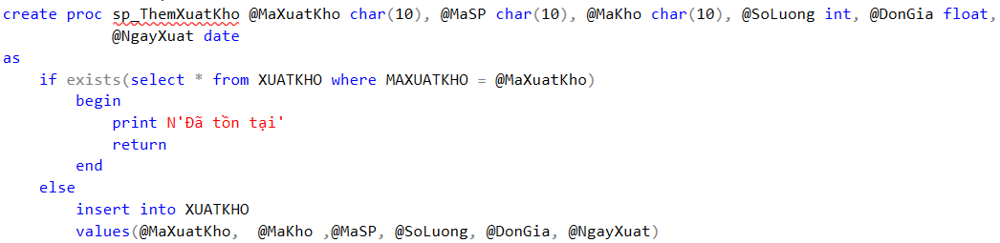 create proc sp_ThemXuatKho @MaXuatKho char(10), @MaSP char(10), @MaKho char(10), @SoLuong int, @DonGia float,
@NgayXuat date
as
if exists(select * from XUATKHO where MAXUATKHO = @MaXuatKho)
begin
print N'Đã tồn tại'
return
end
else
insert into XUATKHO
values(@MaXuatKho,  @MaKho ,@MaSP, @SoLuong, @DonGia, @NgayXuat)